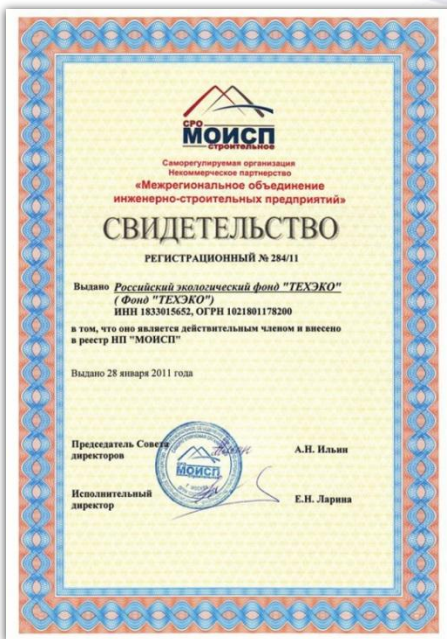 СРО
МОИСП
строительное
Саморегулируемая организация
Некоммерческое партнерство
«Межрегиональное объединение
инженерно-строительных предприятий»
СВИДЕТЕЛЬСТВО
РЕГИСТРАЦИОННЫЙ № 284/11
Выдано Российский экологический фонд "ТЕХЭКО"
( Фонд "ТЕХЭКО")
ИНН 1833015652, ОГРН 1021801178200
в том, что оно является действительным членом и внесено
в реестр НП "МОИСП"
Выдано 28 января 2011 года
Председатель Совета
директоров
А.Н. Ильин
МОИСП
Исполнительный
директор
Е.Н. Ларина